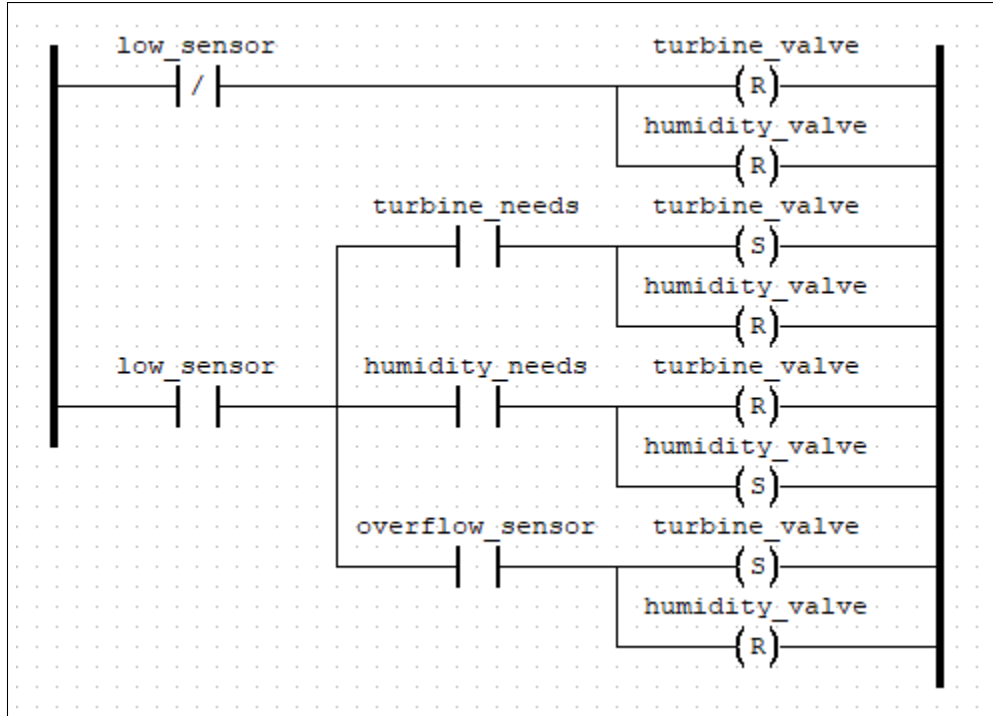 low_sensor turbine_valve
/ R
humidity_valve
R
turbine_needs turbine_valve
S
humidity_valve
R
low_sensor humidity_needs turbine_valve
R
humidity_valve
S
overflow_sensor turbine_valve
S
humidity_valve
R